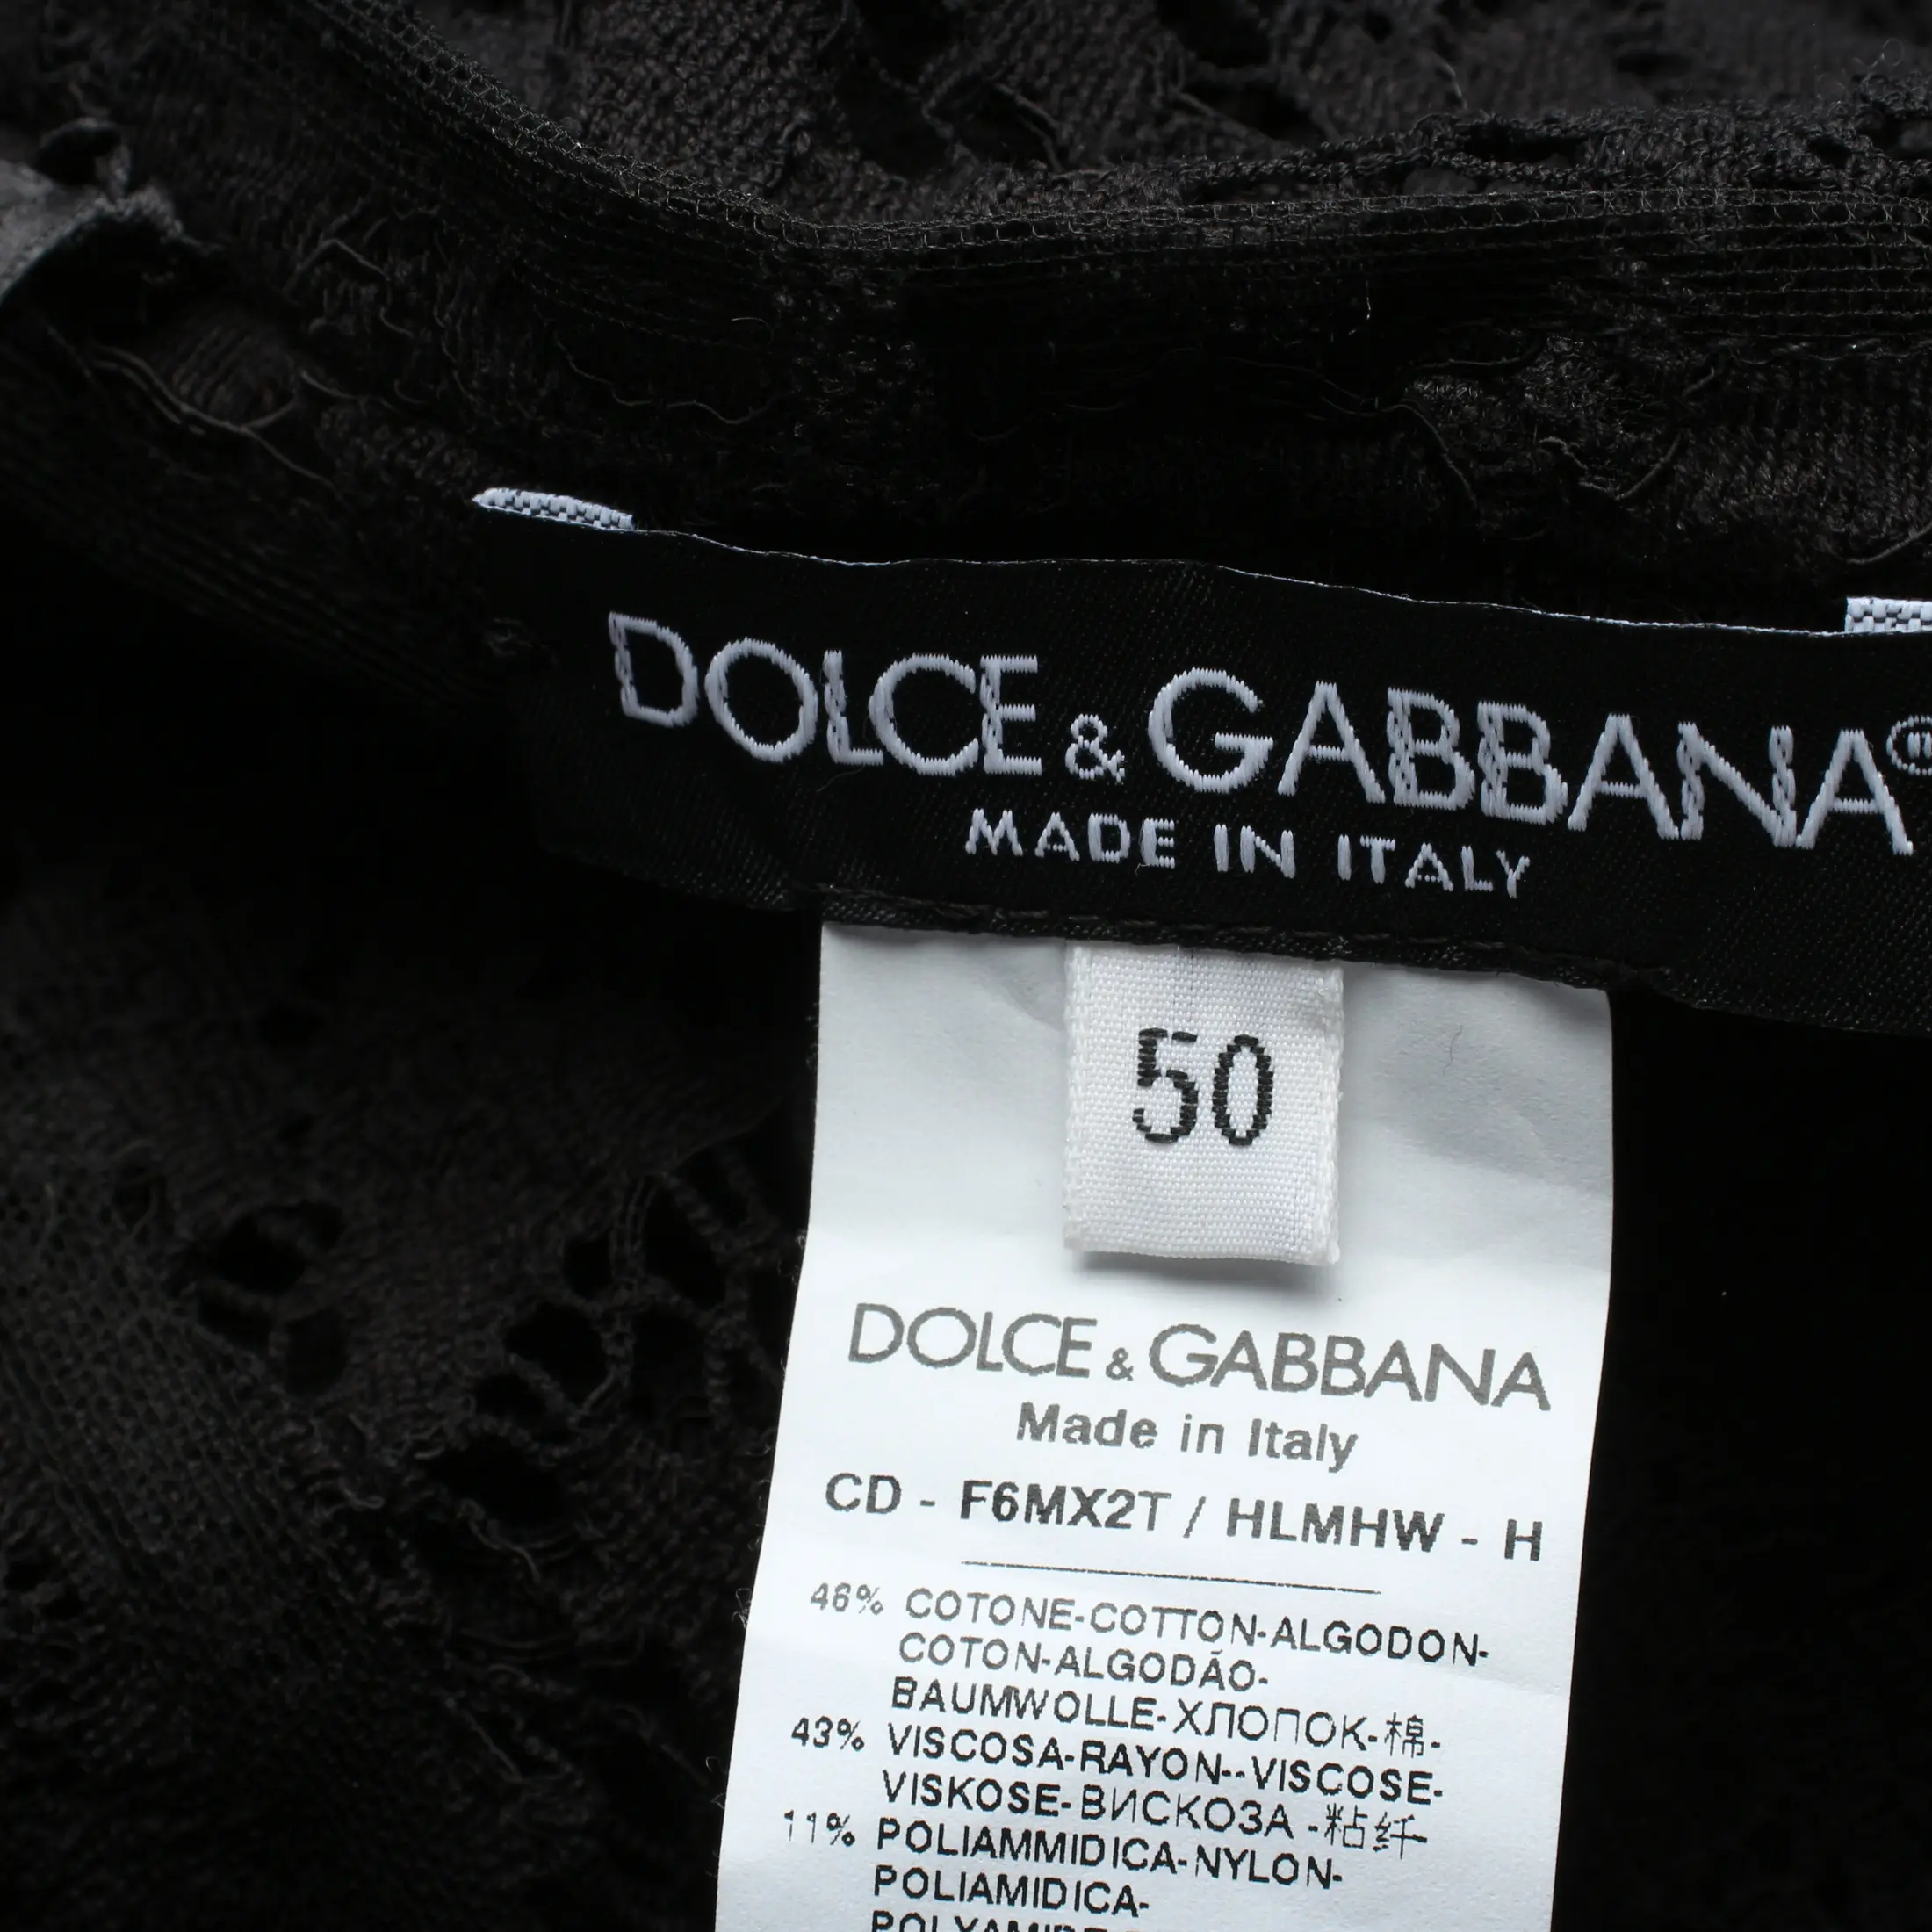 DOLCE & GABBANA®
MADE IN ITALY
50
DOLCE & GABBANA
Made in Italy
CD - F6MX2T / HLMHW - H
46% COTONE-COTTON-ALGODON-
COTON-ALGODÃO-
BAUMWOLLE-ХЛОПОК-棉-
43% VISCOSA-RAYON--VISCOSE-
VISKOSE-ВИСКОЗА-粘纤-
11% POLIAMMIDICA-NYLON-
POLIAMIDICA-